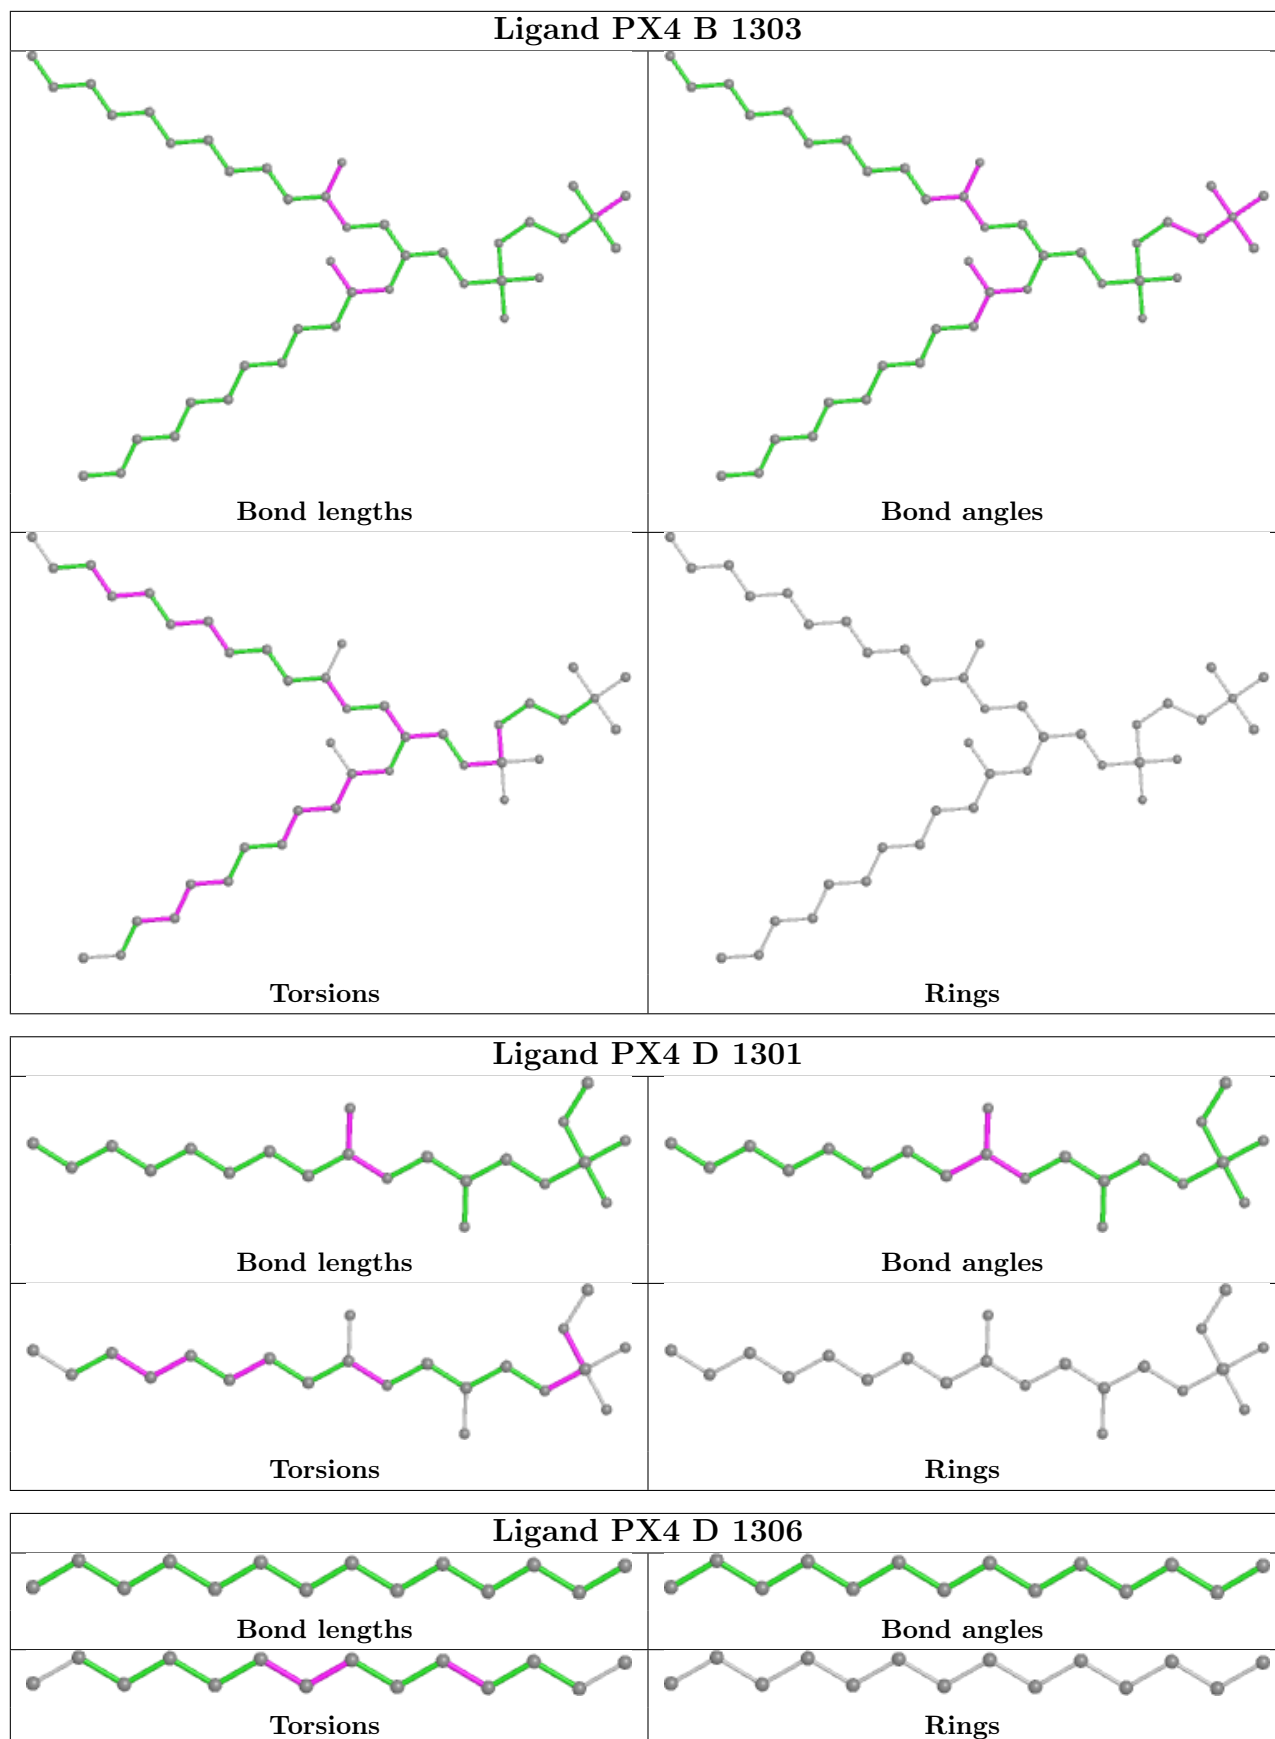 Ligand PX4 B 1303
Bond lengths
Bond angles
Torsions
Rings
Ligand PX4 D 1301
Bond lengths
Bond angles
Torsions
Rings
Ligand PX4 D 1306
Bond lengths
Bond angles
Torsions
Rings